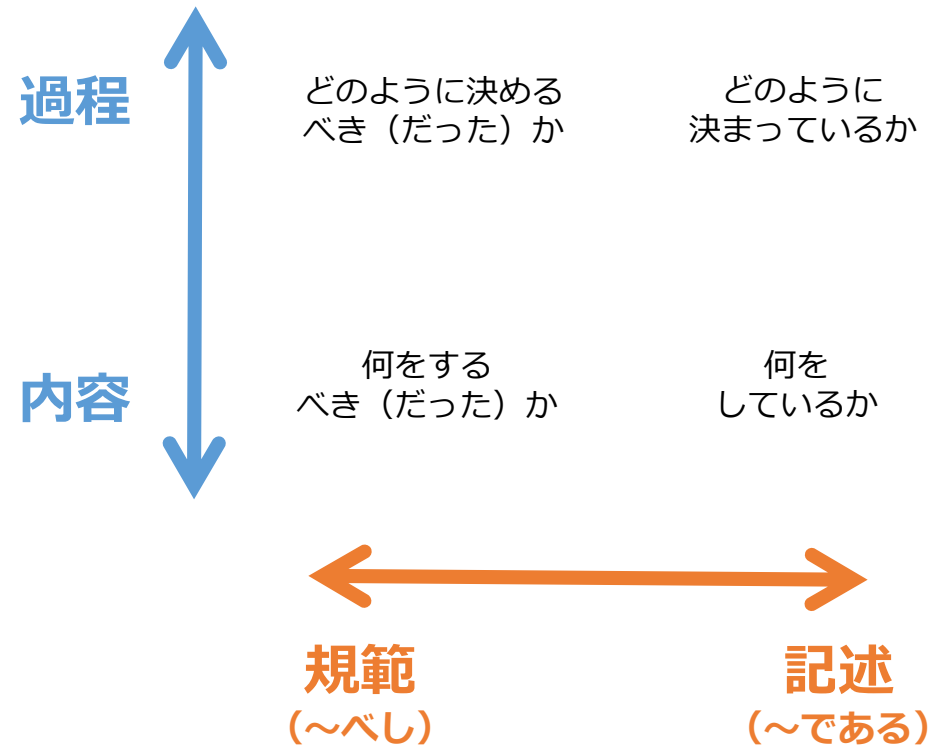 過程
どのように決める
べき（だった）か
どのように
決まっているか
内容
何をする
べき（だった）か
何を
しているか
規範
（～べし）
記述
（～である）